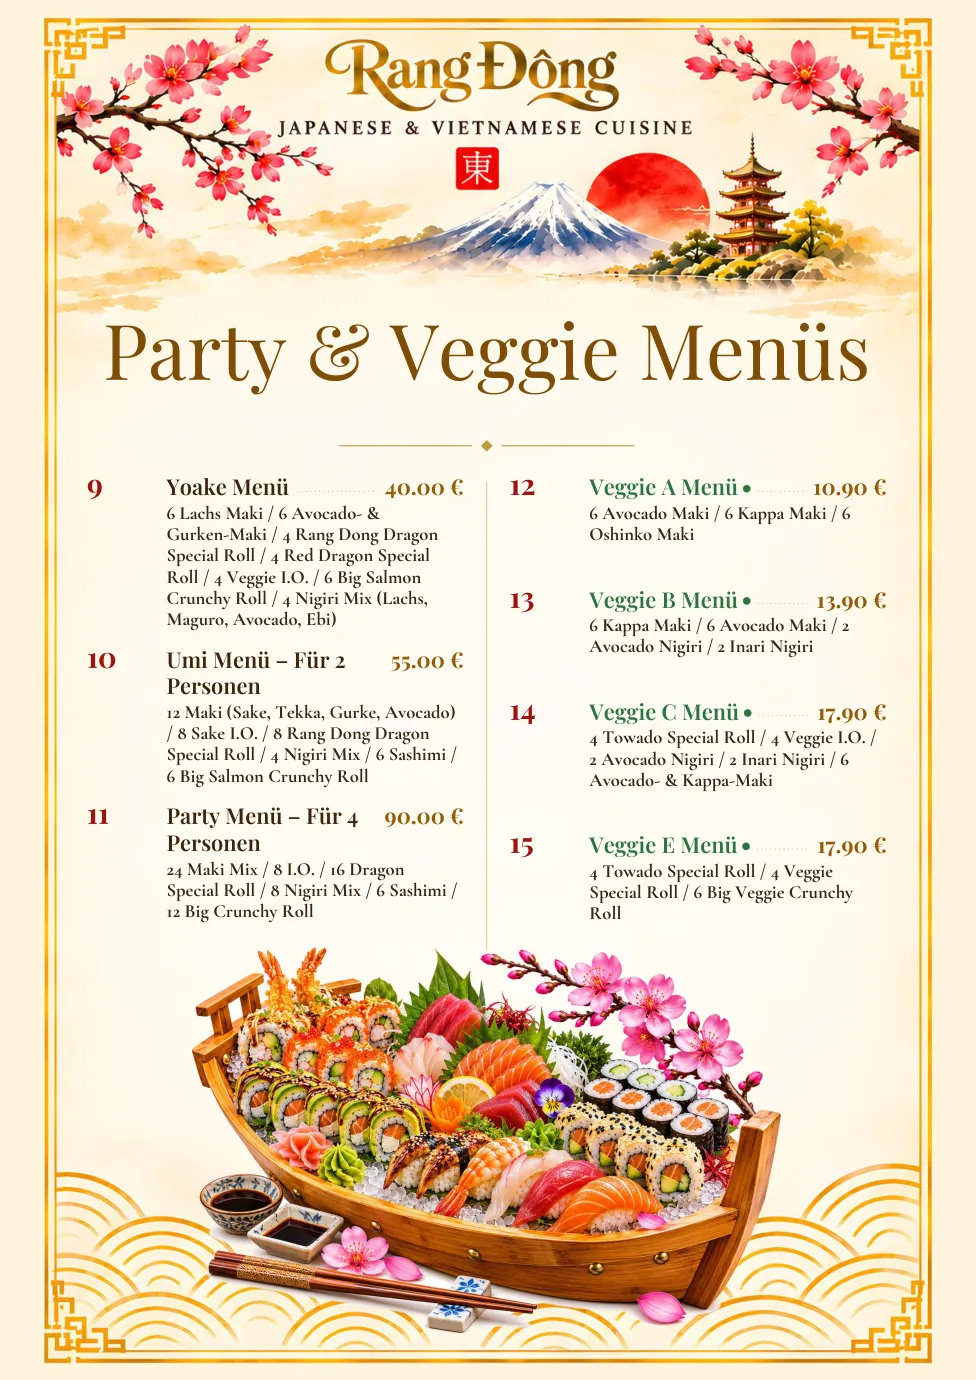 Rang Đông
JAPANESE & VIETNAMESE CUISINE
東
Party & Veggie Menüs
9 Yoake Menü 40.00 €
6 Lachs Maki / 6 Avocado- &
Gurken-Maki / 4 Rang Dong Dragon
Special Roll / 4 Red Dragon Special
Roll / 4 Veggie I.O. / 6 Big Salmon
Crunchy Roll / 4 Nigiri Mix (Lachs,
Maguro, Avocado, Ebi)
10 Umi Menü – Für 2 55.00 €
Personen
12 Maki (Sake, Tekka, Gurke, Avocado)
/ 8 Sake I.O. / 8 Rang Dong Dragon
Special Roll / 4 Nigiri Mix / 6 Sashimi /
6 Big Salmon Crunchy Roll
11 Party Menü – Für 4 90.00 €
Personen
24 Maki Mix / 8 I.O. / 16 Dragon
Special Roll / 8 Nigiri Mix / 6 Sashimi /
12 Big Crunchy Roll
12 Veggie A Menü • 10.90 €
6 Avocado Maki / 6 Kappa Maki / 6
Oshinko Maki
13 Veggie B Menü • 13.90 €
6 Kappa Maki / 6 Avocado Maki / 2
Avocado Nigiri / 2 Inari Nigiri
14 Veggie C Menü • 17.90 €
4 Towado Special Roll / 4 Veggie I.O. /
2 Avocado Nigiri / 2 Inari Nigiri / 6
Avocado- & Kappa-Maki
15 Veggie E Menü • 17.90 €
4 Towado Special Roll / 4 Veggie
Special Roll / 6 Big Veggie Crunchy
Roll